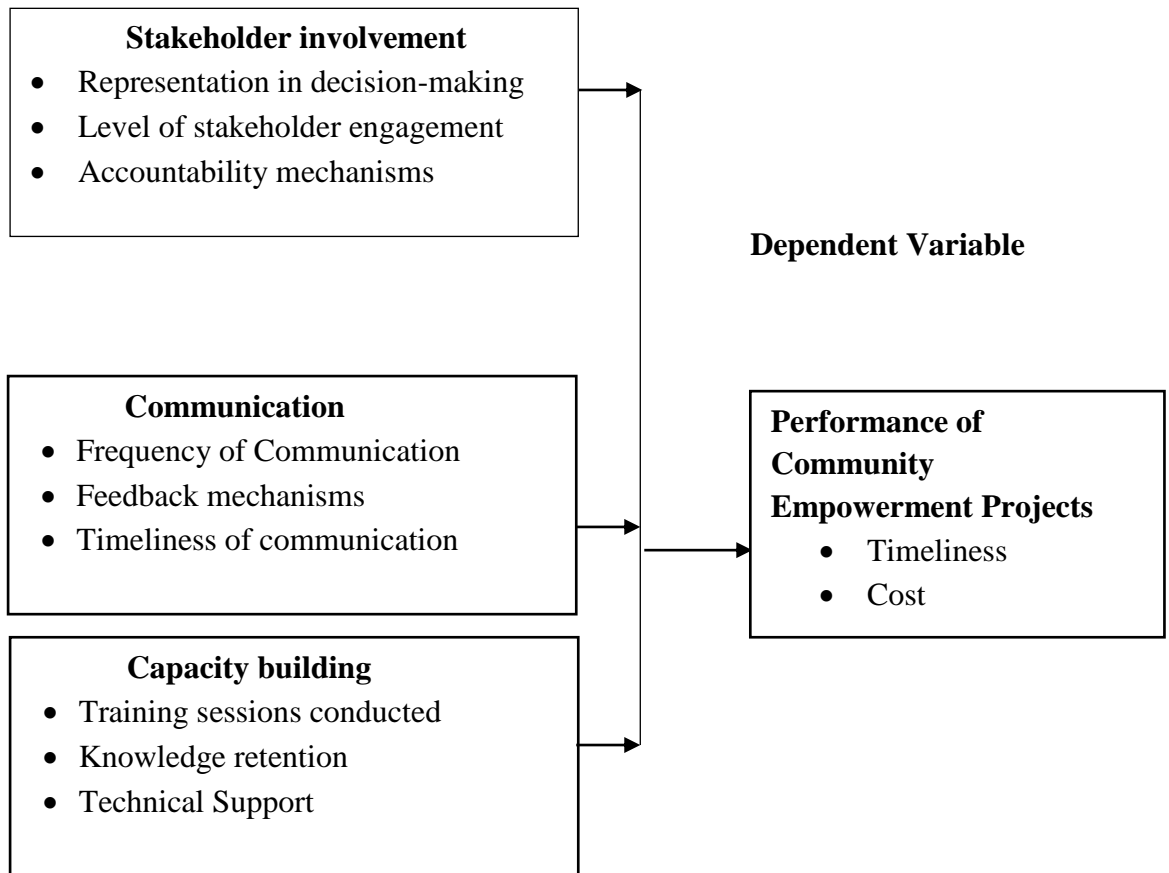 Stakeholder involvement
• Representation in decision-making
• Level of stakeholder engagement
• Accountability mechanisms
Dependent Variable
Communication
• Frequency of Communication
• Feedback mechanisms
• Timeliness of communication
Performance of
Community
Empowerment Projects
• Timeliness
• Cost
Capacity building
• Training sessions conducted
• Knowledge retention
• Technical Support